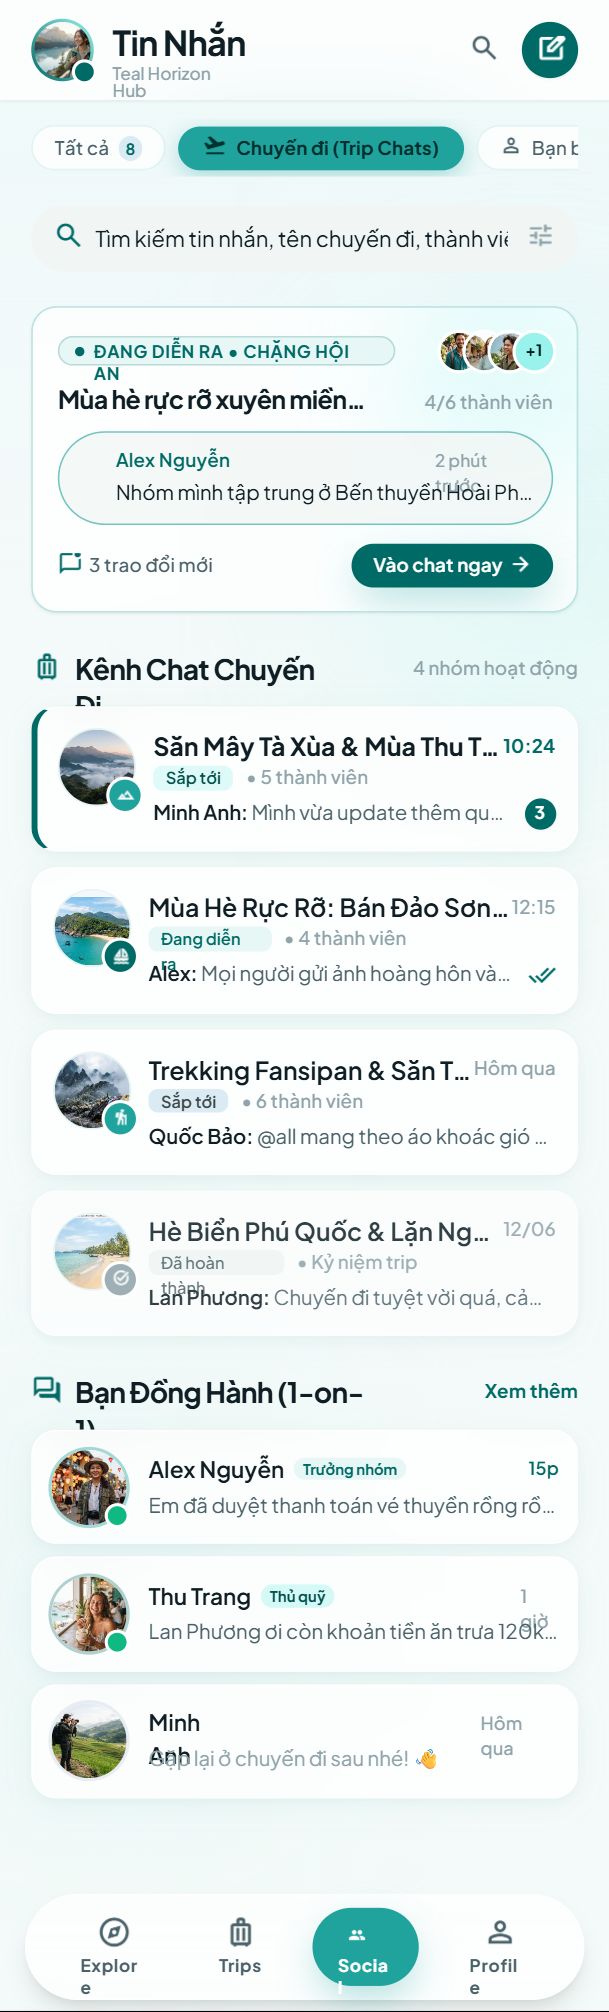 Tin Nhắn
Teal Horizon
Hub
Tất cả 8
Chuyến đi (Trip Chats)
Bạn b
Tìm kiếm tin nhắn, tên chuyến đi, thành viê
ĐANG DIỄN RA • CHẶNG HỘI
AN
+1
Mùa hè rực rỡ xuyên miền...
4/6 thành viên
Alex Nguyễn
2 phút
trước
Nhóm mình tập trung ở Bến thuyền Hoài Ph...
3 trao đổi mới
Vào chat ngay →
Kênh Chat Chuyến
Đi
4 nhóm hoạt động
Săn Mây Tà Xùa & Mùa Thu T... 10:24
Sắp tới • 5 thành viên
Minh Anh: Mình vừa update thêm qu... 3
Mùa Hè Rực Rỡ: Bán Đảo Sơn... 12:15
Đang diễn
ra
• 4 thành viên
Alex: Mọi người gửi ảnh hoàng hôn và...
Trekking Fansipan & Săn T... Hôm qua
Sắp tới • 6 thành viên
Quốc Bảo: @all mang theo áo khoác gió ...
Hè Biển Phú Quốc & Lặn Ng... 12/06
Đã hoàn
thành
• Kỷ niệm trip
Lan Phương: Chuyến đi tuyệt vời quá, cả...
Bạn Đồng Hành (1-on-
1)
Xem thêm
Alex Nguyễn Trưởng nhóm 15p
Em đã duyệt thanh toán vé thuyền rồng rồ...
Thu Trang Thủ quỹ
1
giờ
Lan Phương ơi còn khoản tiền ăn trưa 120k...
Minh
Anh
Hôm
qua
Gặp lại ở chuyến đi sau nhé! 👋
Explor
e
Trips
Socia
l
Profil
e